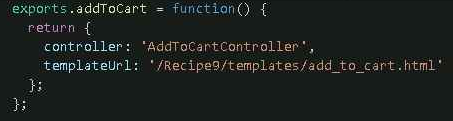 exports.addToCart = function() {
return {
controller: 'AddToCartController',
templateUrl: '/Recipe9/templates/add_to_cart.html'
};
};